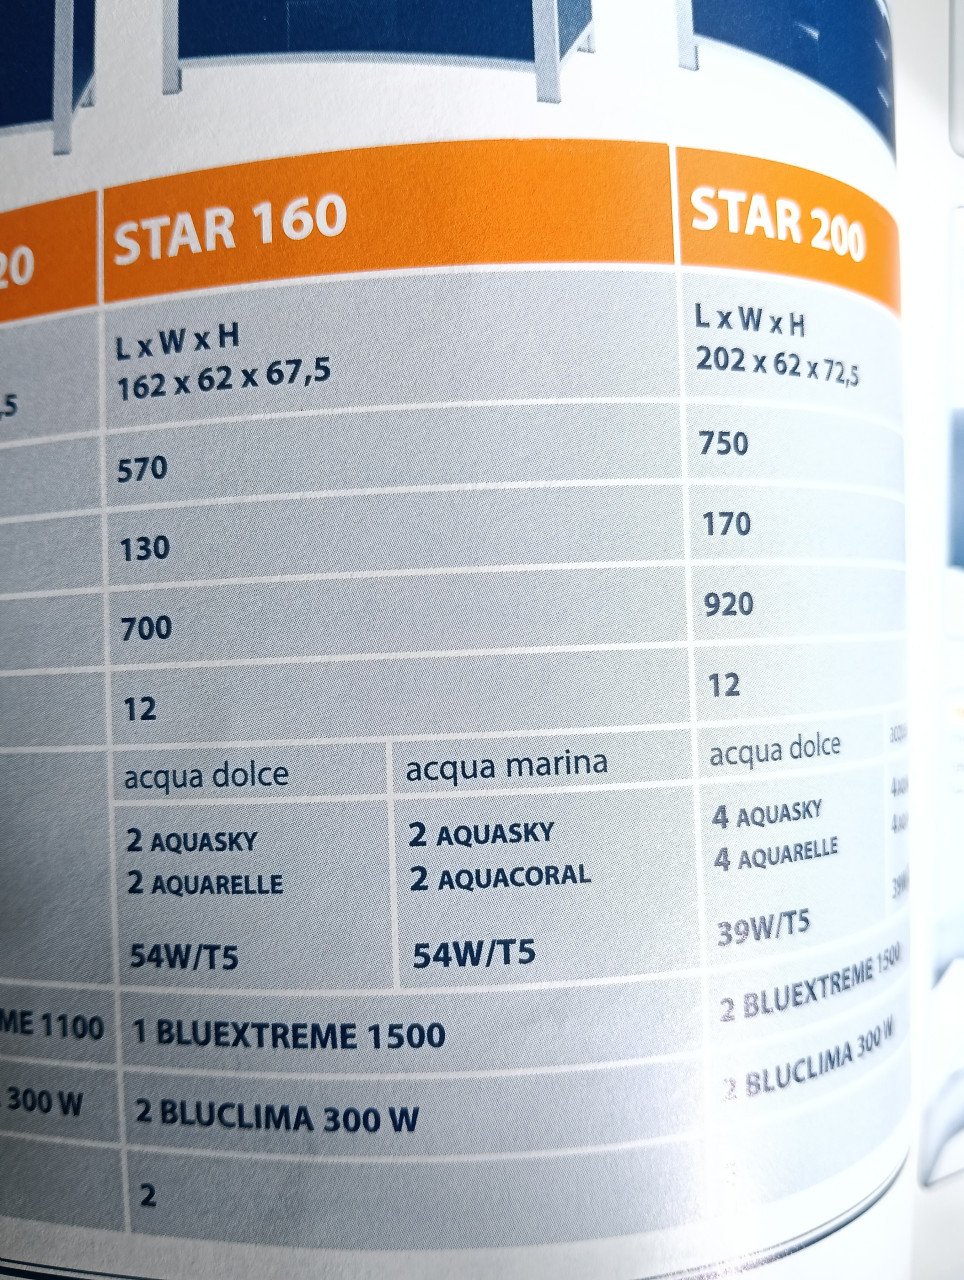 20
STAR 160
STAR 200
L x W x H
162 x 62 x 67,5
L x W x H
202 x 62 x 72,5
,5
570
750
130
170
700
920
12
12
acqua dolce
acqua marina
acqua dolce
2 AQUASKY
2 AQUARELLE
2 AQUASKY
2 AQUACORAL
4 AQUASKY
4 AQUARELLE
54W/T5
54W/T5
39W/T5
ME 1100
1 BLUEXTREME 1500
2 BLUEXTREME 1500
300 W
2 BLUCLIMA 300 W
2 BLUCLIMA 300 W
2